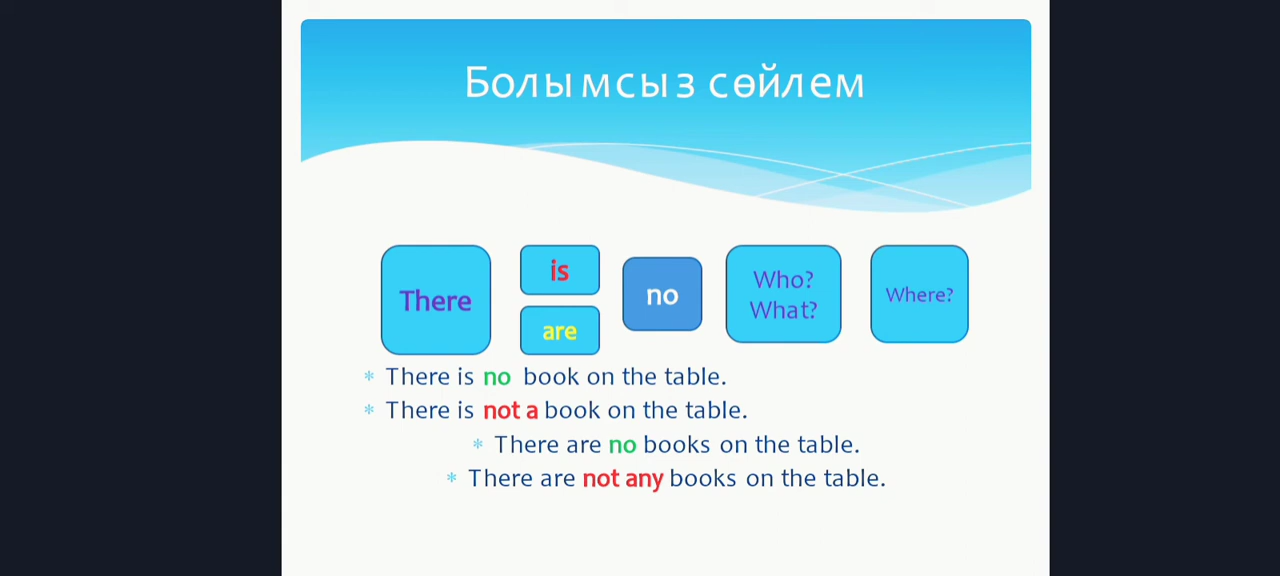 Болымсыз сөйлем
There
is
are
no
Who?
What?
Where?
* There is no book on the table.
* There is not a book on the table.
* There are no books on the table.
* There are not any books on the table.